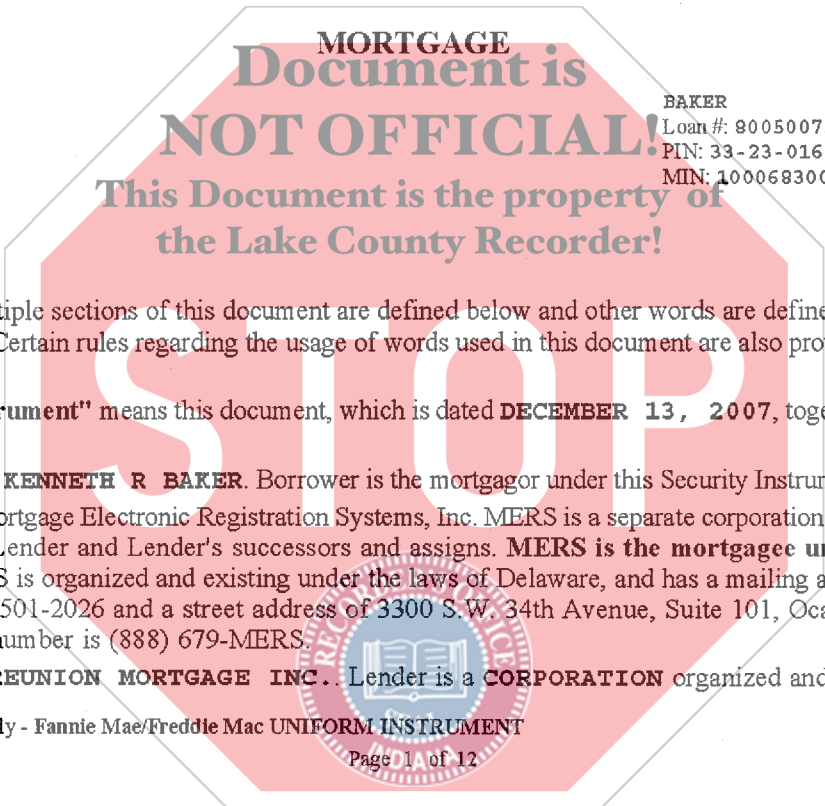 MORTGAGE
Document is
BAKER
NOT OFFICIAL!
Loan #: 8005007
PIN: 33-23-016
MIN: 10006830
This Document is the property of
the Lake County Recorder!
tiple sections of this document are defined below and other words are define
Certain rules regarding the usage of words used in this document are also pro
STOP
rument" means this document, which is dated DECEMBER 13, 2007, toge
KENNETH R BAKER. Borrower is the mortgagor under this Security Instru
ortgage Electronic Registration Systems, Inc. MERS is a separate corporation
Lender and Lender's successors and assigns. MERS is the mortgagee u
S is organized and existing under the laws of Delaware, and has a mailing a
501-2026 and a street address of 3300 S.W. 34th Avenue, Suite 101, Oca
number is (888) 679-MERS.
RECORDER'S OFFICE
REUNION MORTGAGE INC.. Lender is a CORPORATION organized and
SEAL
ly - Fannie Mae/Freddie Mac UNIFORM INSTRUMENT
INDIANA
Page 1 of 12